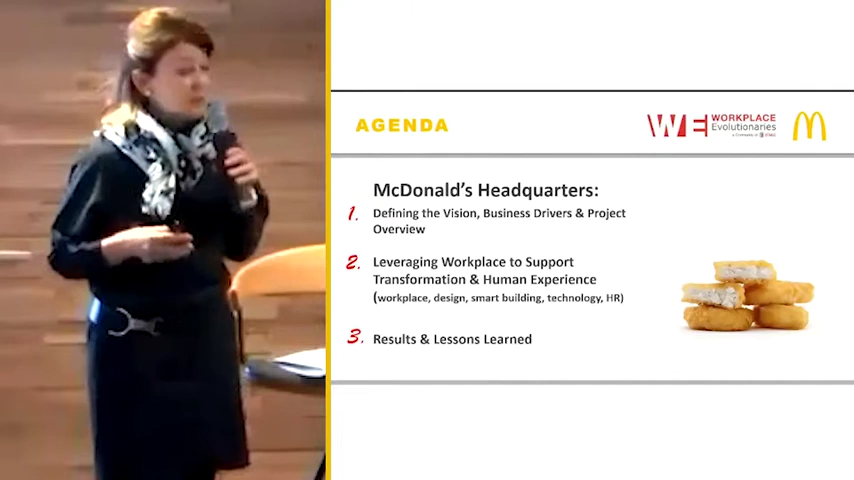 AGENDA
WE WORKPLACE
Evolutionaries
McDonald's Headquarters:
1. Defining the Vision, Business Drivers & Project
Overview
2. Leveraging Workplace to Support
Transformation & Human Experience
(workplace, design, smart building, technology, HR)
3. Results & Lessons Learned